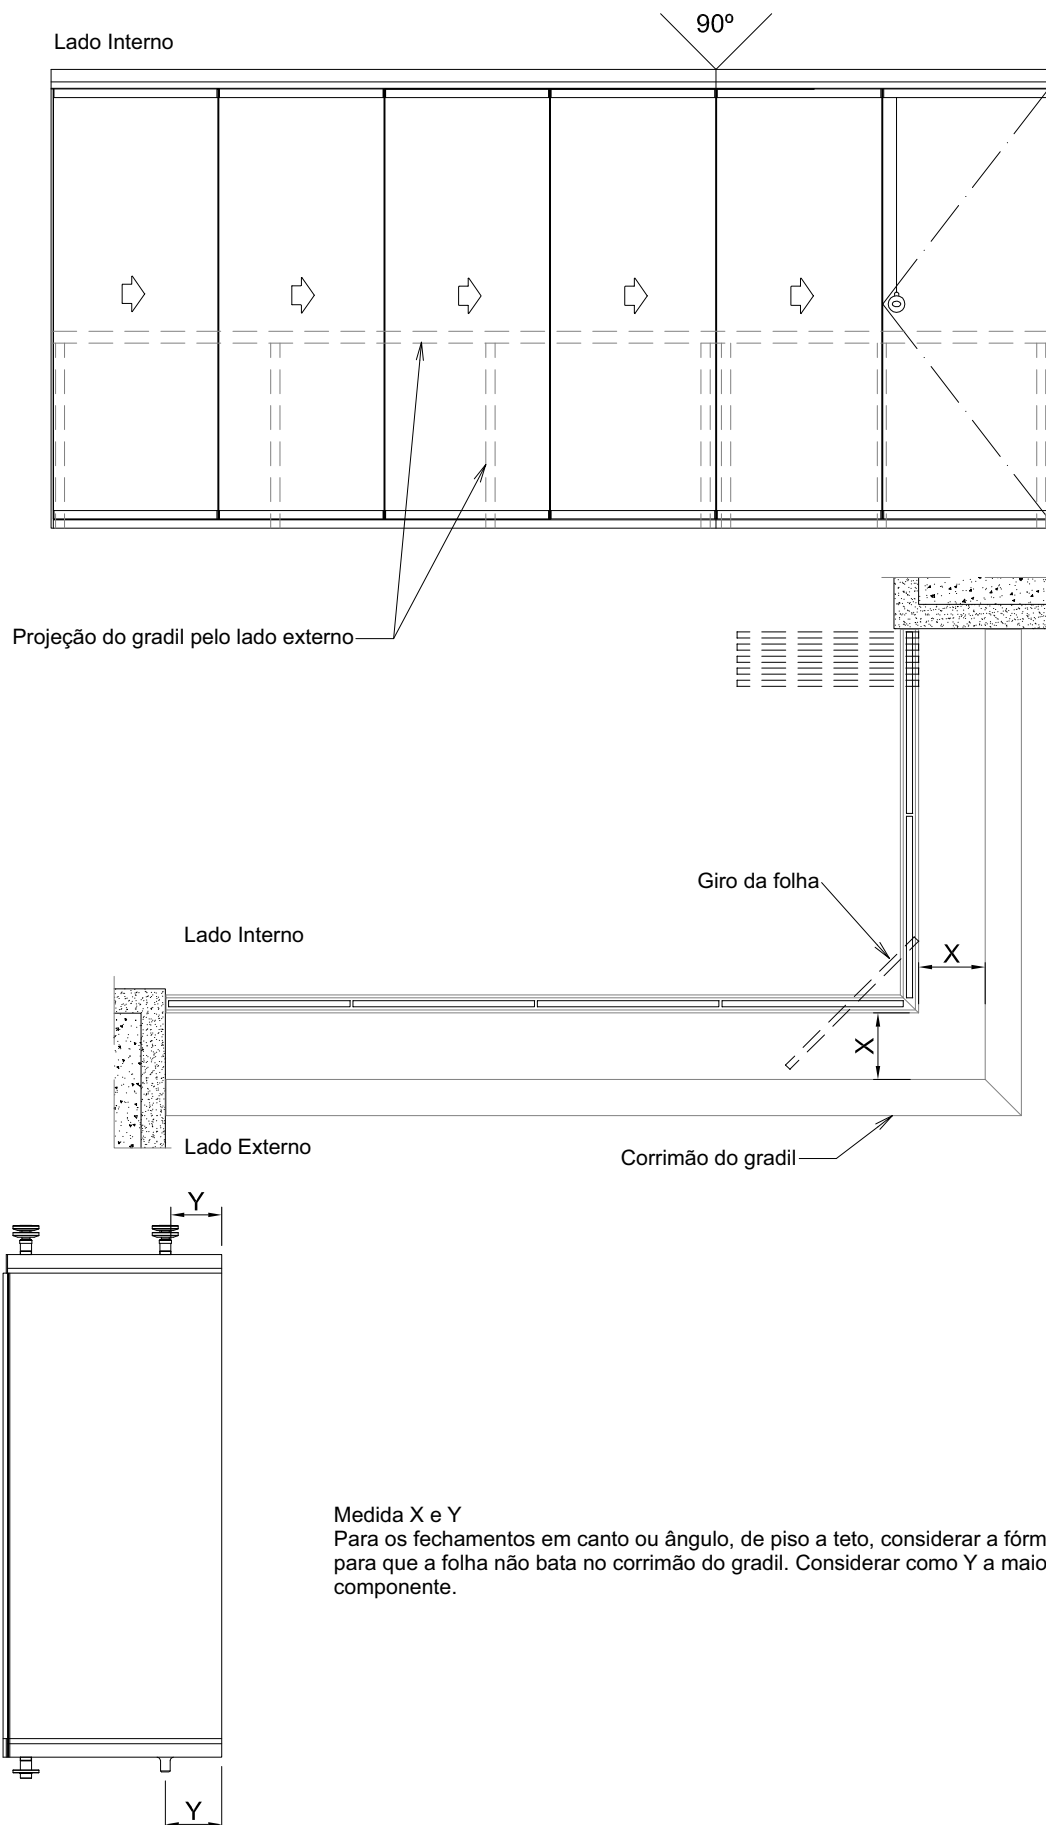 90º
Lado Interno
Projeção do gradil pelo lado externo
Giro da folha
Lado Interno
X
X
Lado Externo
Corrimão do gradil
Y
Medida X e Y
Para os fechamentos em canto ou ângulo, de piso a teto, considerar a
para que a folha não bata no corrimão do gradil. Considerar como Y a
componente.
Y